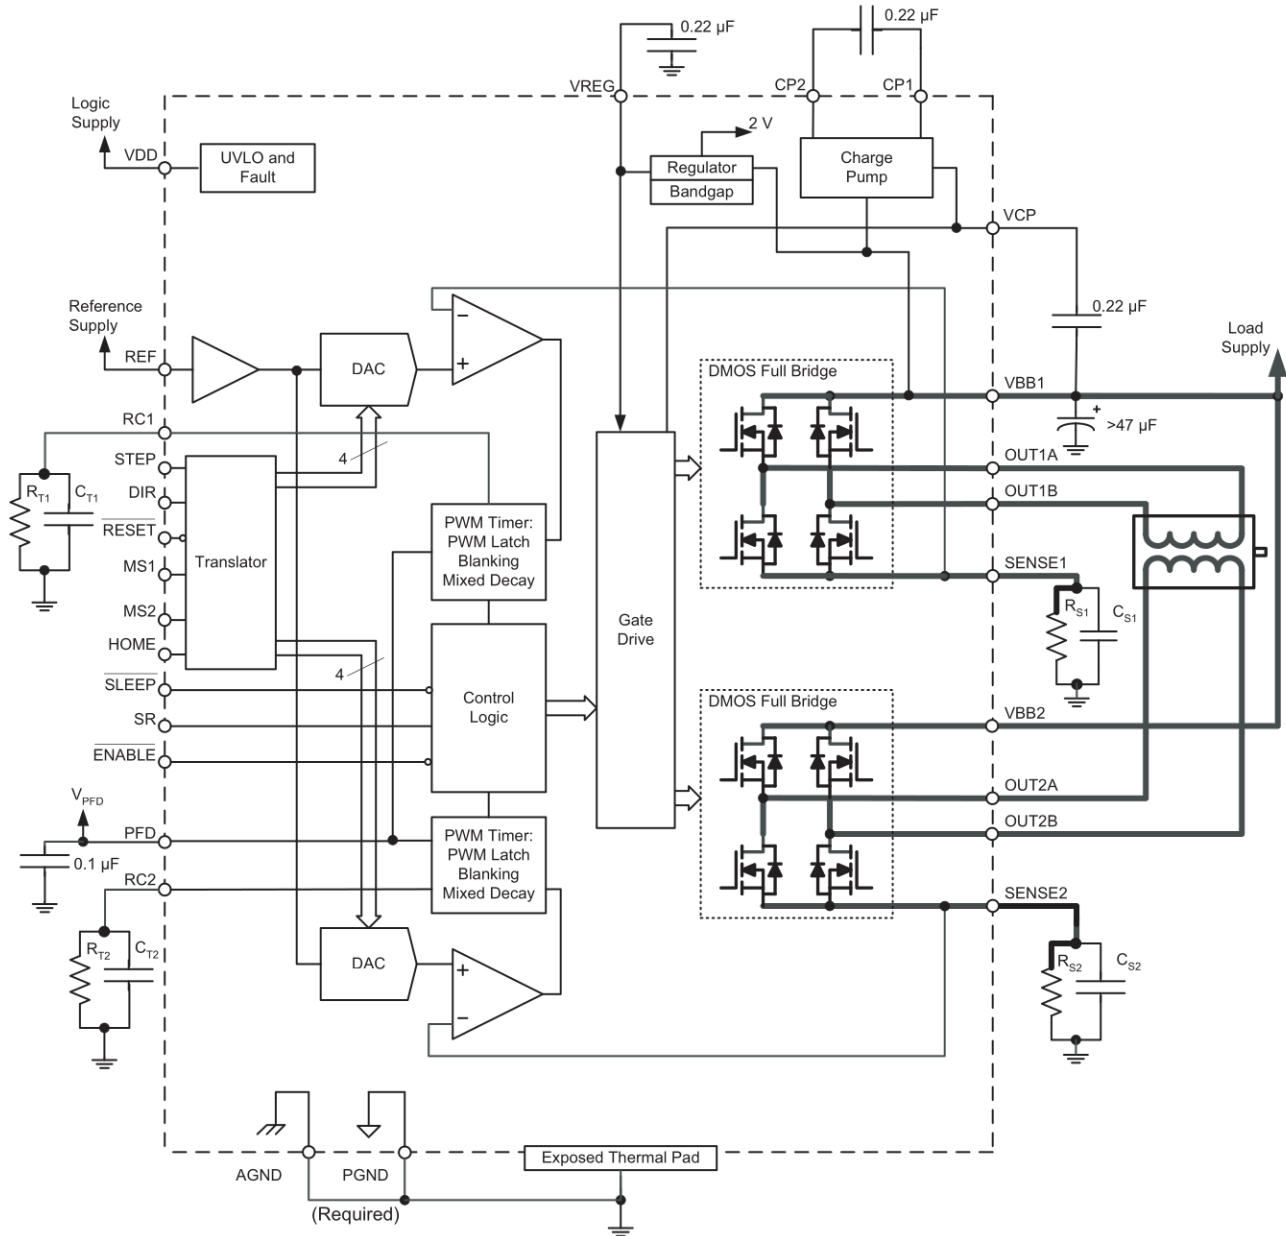 0.22 µF
0.22 µF
VREG
CP2
CP1
Logic
Supply
VDD
UVLO and
Fault
2 V
Regulator
Bandgap
Charge
Pump
VCP
Reference
Supply
REF
DAC
−
+
0.22 µF
Load
Supply
DMOS Full Bridge
VBB1
+
>47 µF
RC1
4
OUT1A
STEP
RT1
CT1
DIR
OUT1B
RESET
PWM Timer:
PWM Latch
Blanking
Mixed Decay
Translator
MS1
SENSE1
MS2
RS1
CS1
HOME
Gate
Drive
4
SLEEP
Control
Logic
SR
ENABLE
DMOS Full Bridge
VBB2
OUT2A
VPFD
PFD
OUT2B
PWM Timer:
PWM Latch
Blanking
Mixed Decay
0.1 µF
RC2
SENSE2
RT2
CT2
DAC
+
−
RS2
CS2
AGND
PGND
Exposed Thermal Pad
(Required)